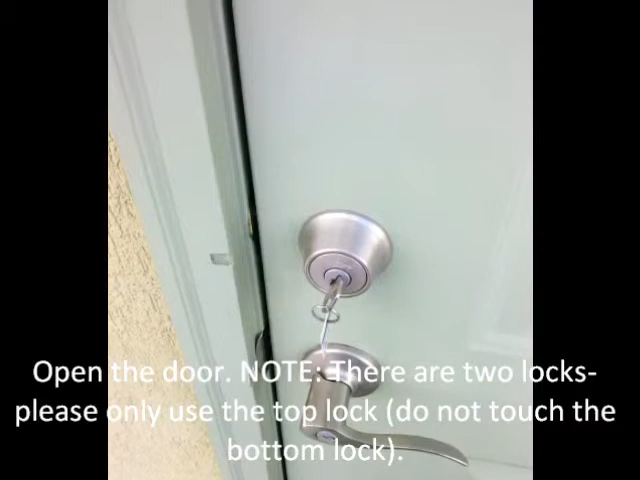 Open the door. NOTE: There are two locks-
please only use the top lock (do not touch the
bottom lock).